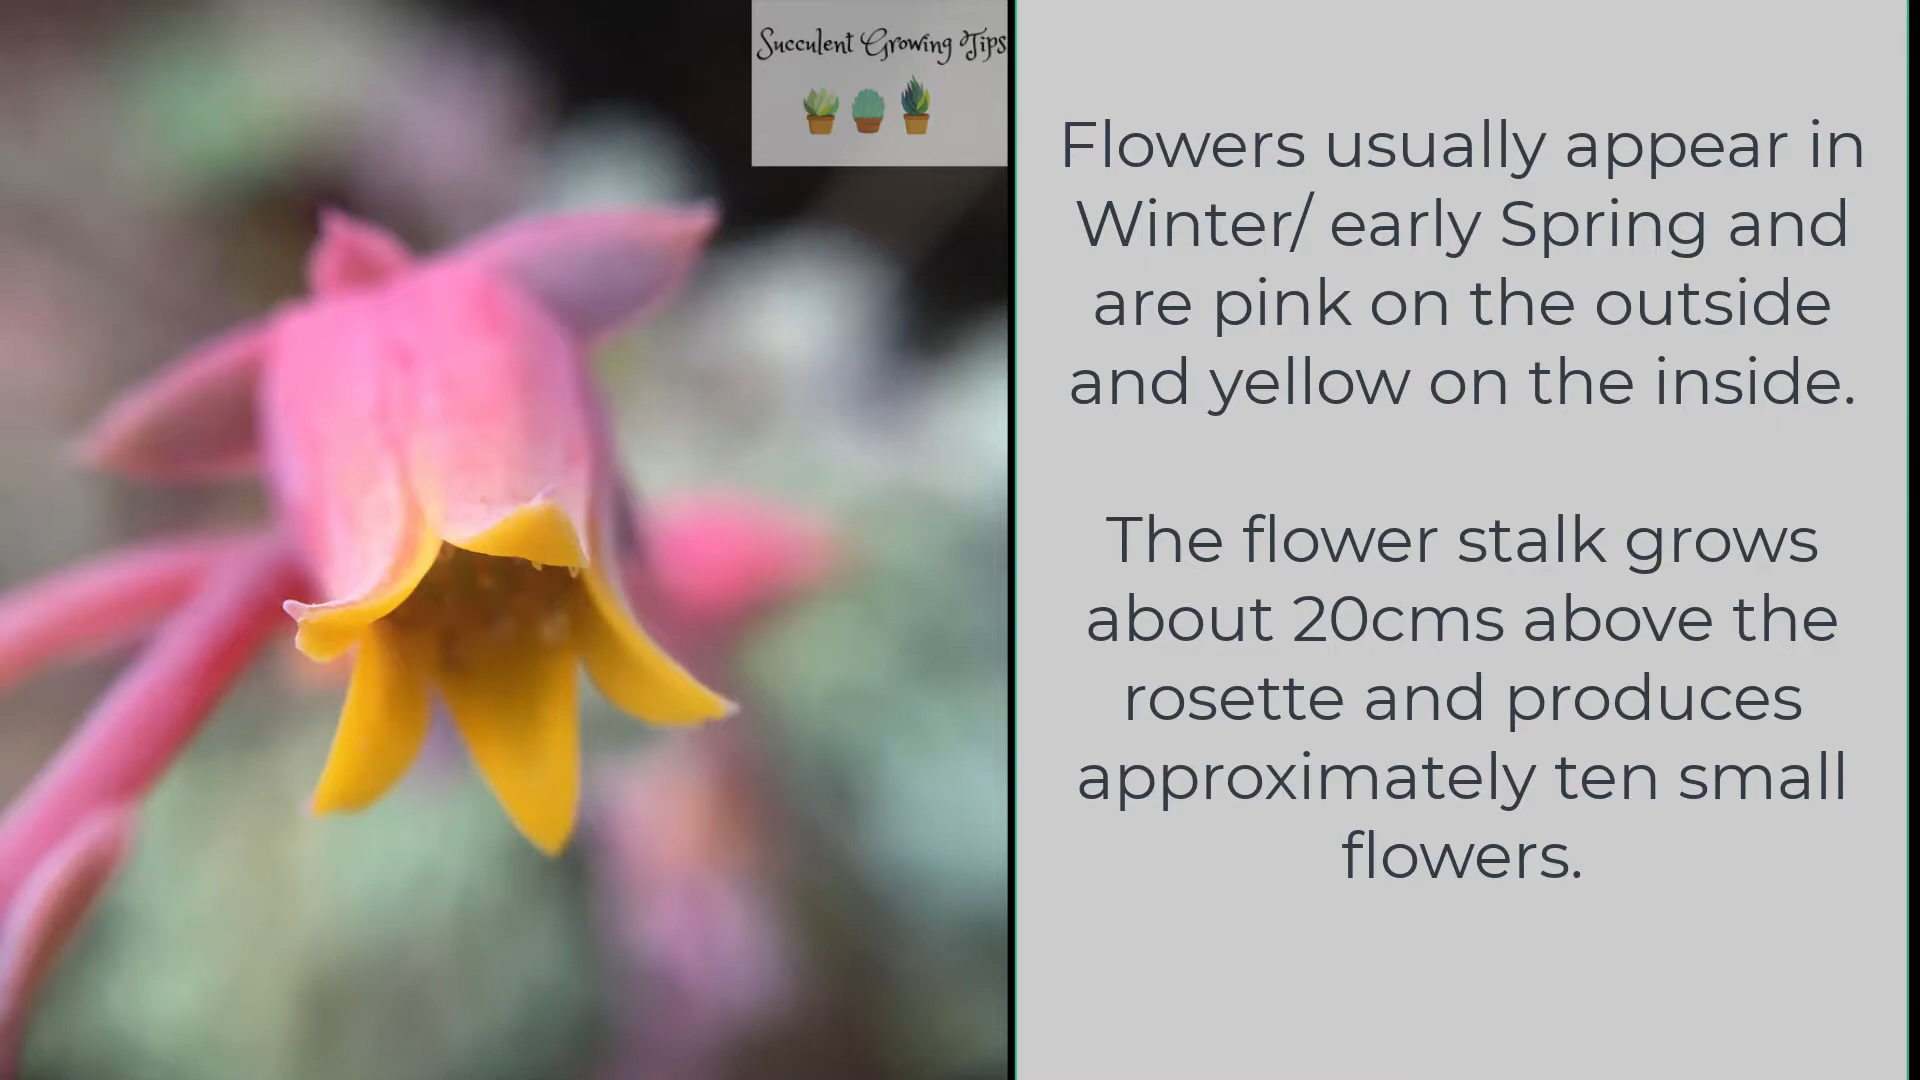 Succulent Growing Tips
Flowers usually appear in
Winter/ early Spring and
are pink on the outside
and yellow on the inside.
The flower stalk grows
about 20cms above the
rosette and produces
approximately ten small
flowers.